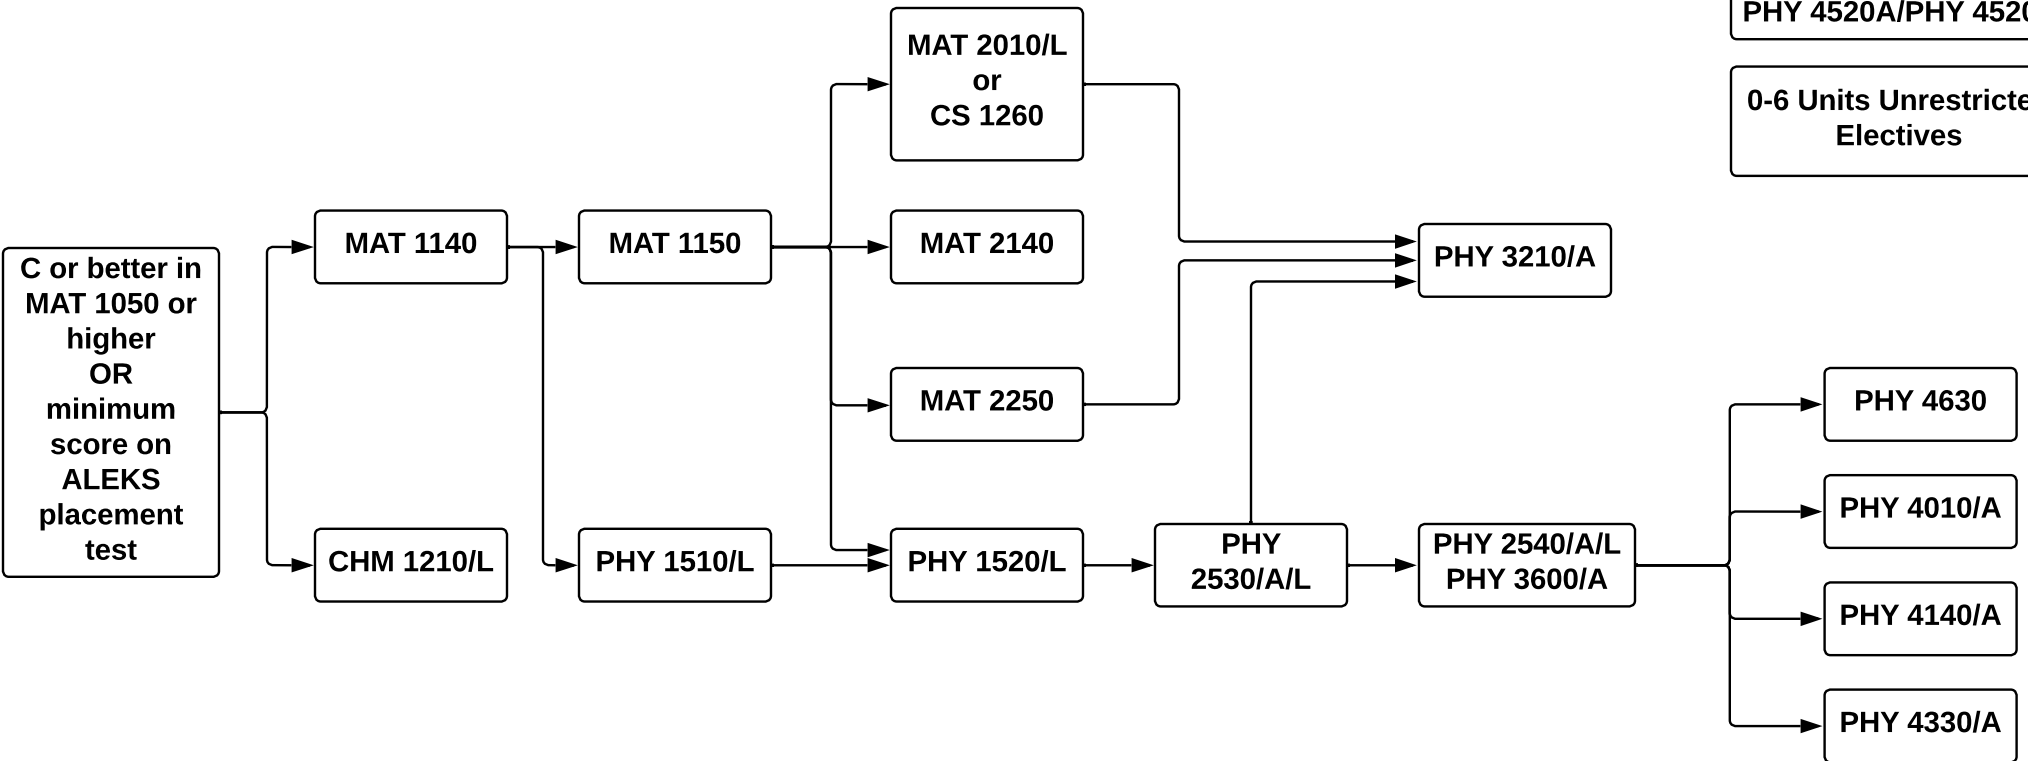 PHY 4520A/PHY 4520
MAT 2010/L
or
CS 1260
0-6 Units Unrestricte
Electives
MAT 1140
MAT 1150
MAT 2140
PHY 3210/A
C or better in
MAT 1050 or
higher
OR
minimum
score on
ALEKS
placement
test
MAT 2250
PHY 4630
PHY 4010/A
CHM 1210/L
PHY 1510/L
PHY 1520/L
PHY
2530/A/L
PHY 2540/A/L
PHY 3600/A
PHY 4140/A
PHY 4330/A